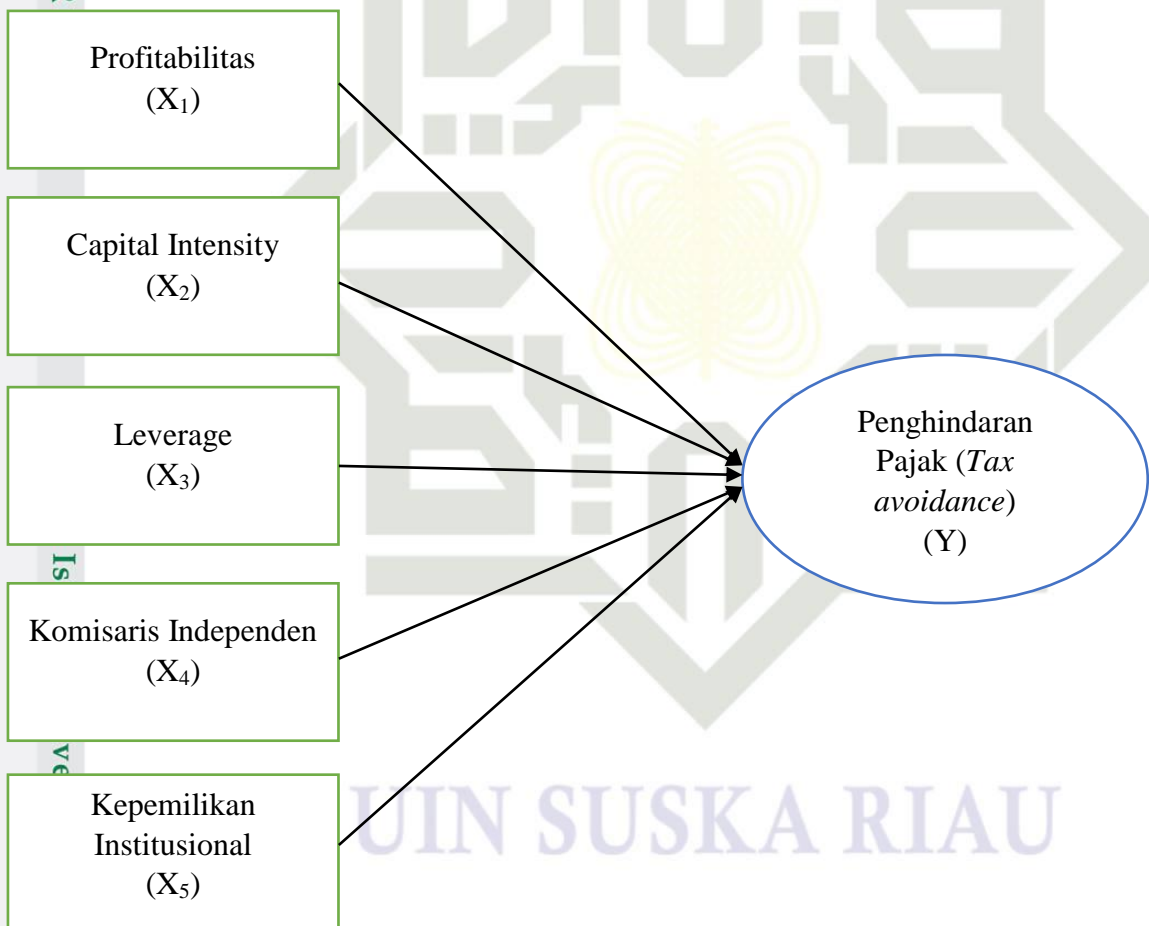 Profitabilitas
(X₁)
Capital Intensity
(X₂)
Leverage
(X₃)
Komisaris Independen
(X₄)
Kepemilikan
Institusional
(X₅)
Penghindaran
Pajak (Tax
avoidance)
(Y)
UIN SUSKA RIAU